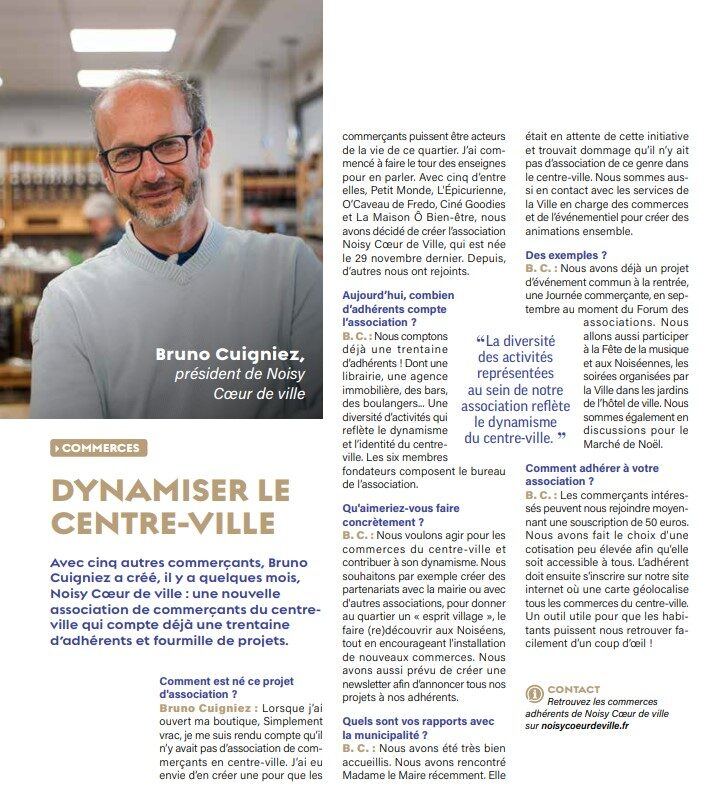 Bruno Cuigniez,
président de Noisy
Cœur de ville
› COMMERCES
DYNAMISER LE
CENTRE-VILLE
Avec cinq autres commerçants, Bruno
Cuigniez a créé, il y a quelques mois,
Noisy Cœur de ville : une nouvelle
association de commerçants du centre-
ville qui compte déjà une trentaine
d'adhérents et fourmille de projets.
Comment est né ce projet
d'association ?
Bruno Cuigniez : Lorsque j'ai
ouvert ma boutique, Simplement
vrac, je me suis rendu compte qu'il
n'y avait pas d'association de com-
merçants en centre-ville. J'ai eu
envie d'en créer une pour que les
commerçants puissent être acteurs
de la vie de ce quartier. J'ai com-
mencé à faire le tour des enseignes
pour en parler. Avec cinq d'entre
elles, Petit Monde, L'Épicurienne,
O'Caveau de Fredo, Ciné Goodies
et La Maison Ô Bien-être, nous
avons décidé de créer l'association
Noisy Cœur de Ville, qui est née
le 29 novembre dernier. Depuis,
d'autres nous ont rejoints.
Aujourd'hui, combien
d'adhérents compte
l'association ?
B. C. : Nous comptons
déjà une trentaine
d'adhérents ! Dont une
librairie, une agence
immobilière, des bars,
des boulangers... Une
diversité d'activités qui
reflète le dynamisme
et l'identité du centre-
ville. Les six membres
fondateurs composent le bureau
de l'association.
Qu'aimeriez-vous faire
concrètement ?
B. C. : Nous voulons agir pour les
commerces du centre-ville et
contribuer à son dynamisme. Nous
souhaitons par exemple créer des
partenariats avec la mairie ou avec
d'autres associations, pour donner
au quartier un « esprit village », le
faire (re)découvrir aux Noiséens,
tout en encourageant l'installation
de nouveaux commerces. Nous
avons aussi prévu de créer une
newsletter afin d'annoncer tous nos
projets à nos adhérents.
Quels sont vos rapports avec
la municipalité ?
B. C. : Nous avons été très bien
accueillis. Nous avons rencontré
Madame le Maire récemment. Elle
“La diversité
des activités
représentées
au sein de notre
association reflète
le dynamisme
du centre-ville. ”
était en attente de cette initiative
et trouvait dommage qu'il n'y ait
pas d'association de ce genre dans
le centre-ville. Nous sommes aus-
si en contact avec les services de
la Ville en charge des commerces
et de l'événementiel pour créer des
animations ensemble.
Des exemples ?
B. C. : Nous avons déjà un projet
d'événement commun à la rentrée,
une Journée commerçante, en sep-
tembre au moment du Forum des
associations. Nous
allons aussi participer
à la Fête de la musique
et aux Noiséennes, les
soirées organisées par
la Ville dans les jardins
de l'hôtel de ville. Nous
sommes également en
discussions pour le
Marché de Noël.
Comment adhérer à votre
association ?
B. C. : Les commerçants intéres-
sés peuvent nous rejoindre moyen-
nant une souscription de 50 euros.
Nous avons fait le choix d'une
cotisation peu élevée afin qu'elle
soit accessible à tous. L'adhérent
doit ensuite s'inscrire sur notre site
internet où une carte géolocalise
tous les commerces du centre-ville.
Un outil utile pour que les habi-
tants puissent nous retrouver fa-
cilement d'un coup d'œil !
CONTACT
Retrouvez les commerces
adhérents de Noisy Cœur de ville
sur noisycoeurdeville.fr